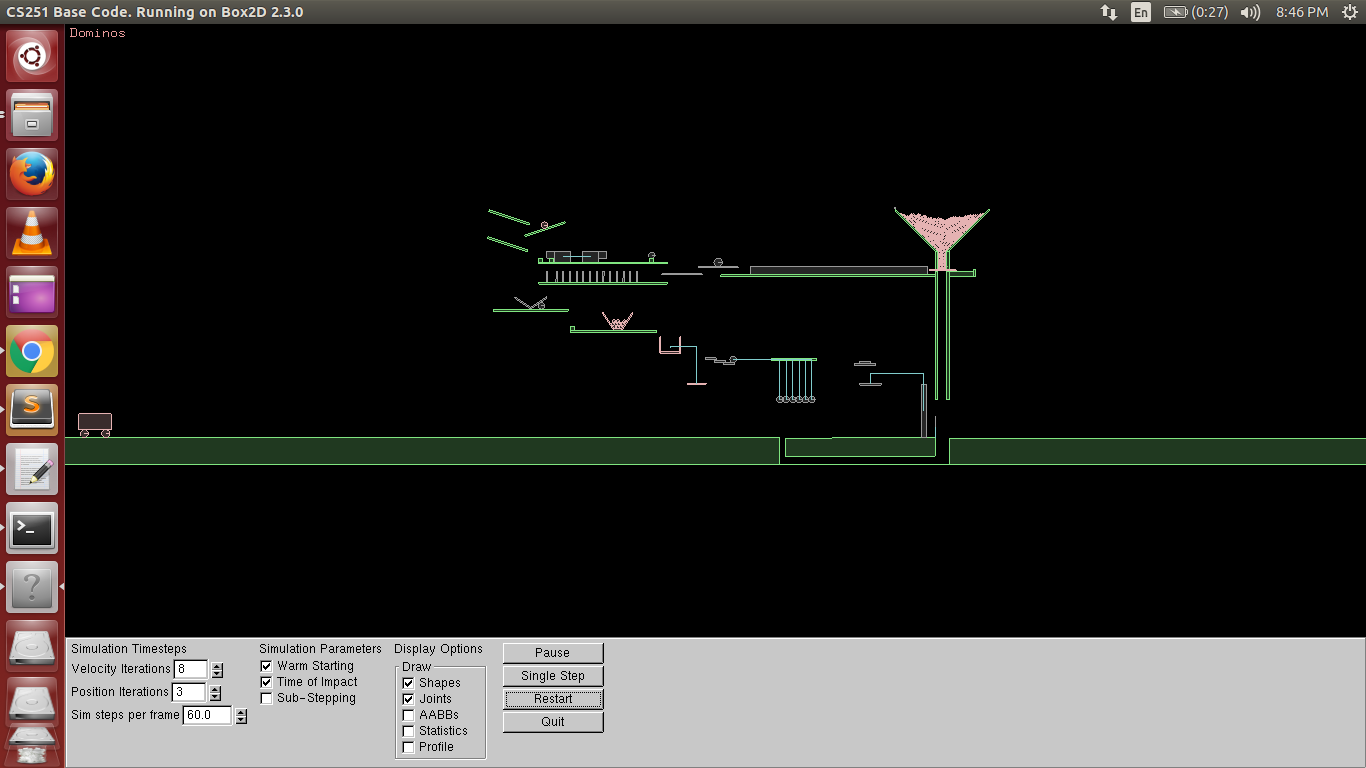 CS251 Base Code. Running on Box2D 2.3.0
En
(0:27)
8:46 PM
Dominos
Simulation Timesteps
Velocity Iterations 8
Position Iterations 3
Sim steps per frame 60.0
Simulation Parameters
Warm Starting
Time of Impact
Sub-Stepping
Display Options
Draw
Shapes
Joints
AABBs
Statistics
Profile
Pause
Single Step
Restart
Quit